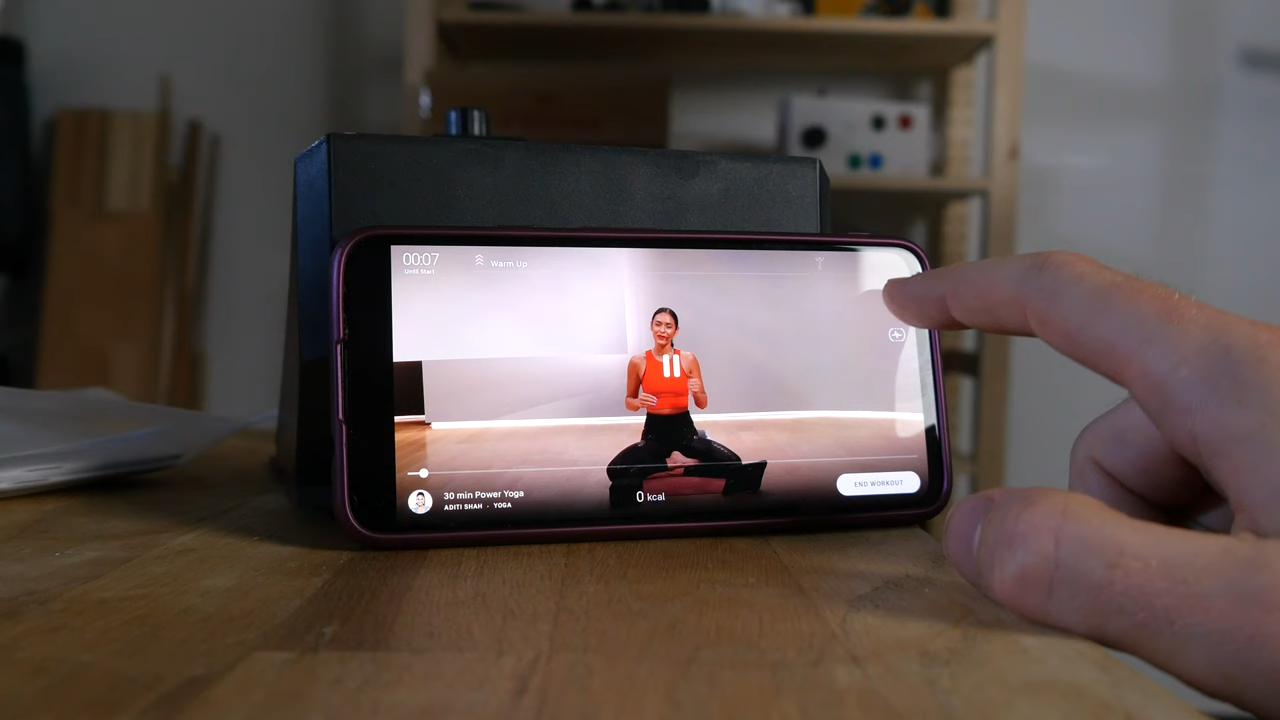 00:07
Until Start
Warm Up
30 min Power Yoga
ADITI SHAH · YOGA
0 kcal
END WORKOUT